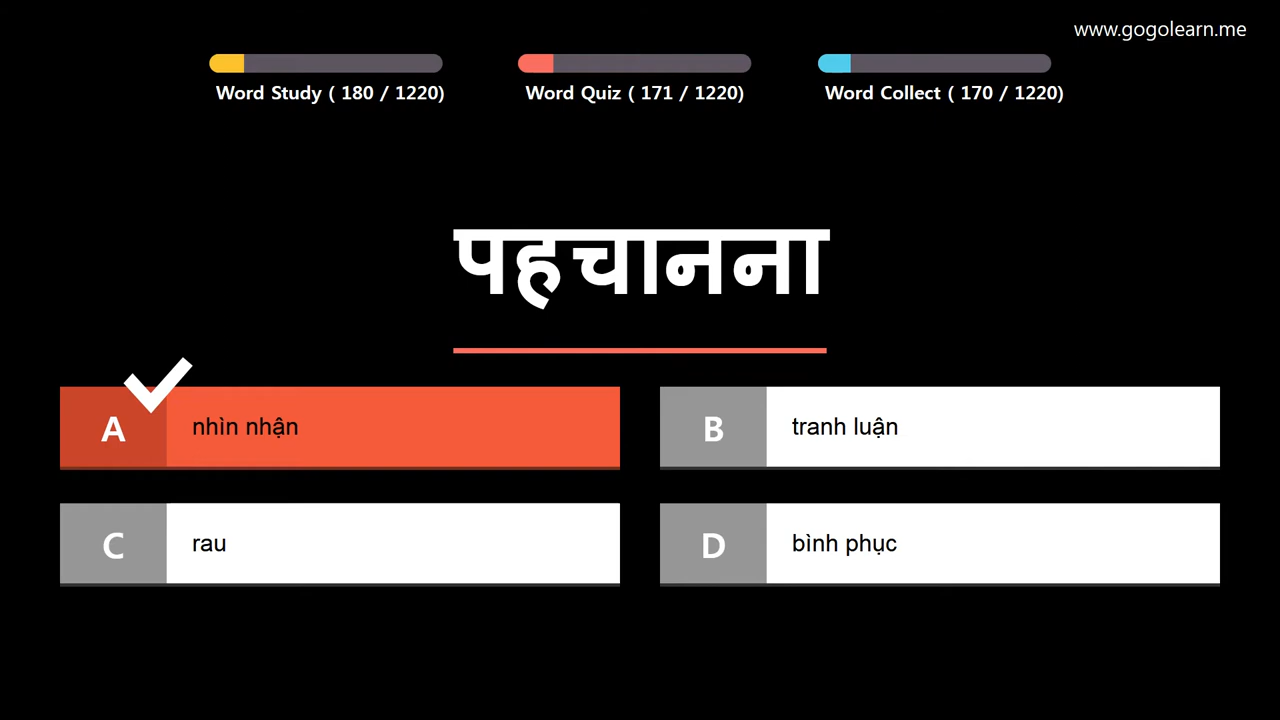 www.gogolearn.me
Word Study ( 180 / 1220)
Word Quiz ( 171 / 1220)
Word Collect ( 170 / 1220)
पहचानना
A nhìn nhận
B tranh luận
C rau
D bình phục